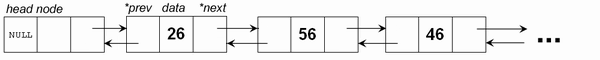 head node *prev data *next
NULL 26 56 46 ...